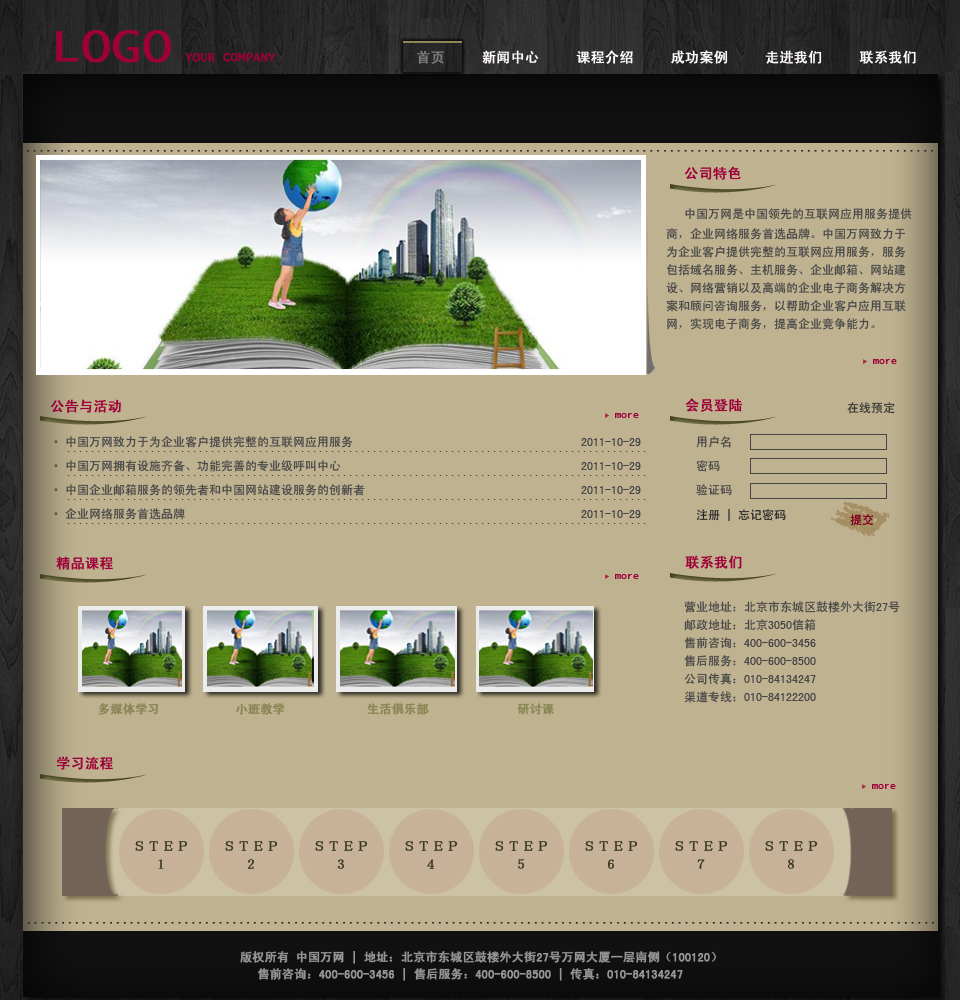 LOGO YOUR COMPANY
首页 新闻中心 课程介绍 成功案例 走进我们 联系我们
公司特色
中国万网是中国领先的互联网应用服务提供
商，企业网络服务首选品牌。中国万网致力于
为企业客户提供完整的互联网应用服务，服务
包括域名服务、主机服务、企业邮箱、网站建
设、网络营销以及高端的企业电子商务解决方
案和顾问咨询服务，以帮助企业客户应用互联
网，实现电子商务，提高企业竞争能力。
more
公告与活动
more
中国万网致力于为企业客户提供完整的互联网应用服务 2011-10-29
中国万网拥有设施齐备、功能完善的专业级呼叫中心 2011-10-29
中国企业邮箱服务的领先者和中国网站建设服务的创新者 2011-10-29
企业网络服务首选品牌 2011-10-29
会员登陆 在线预定
用户名
密码
验证码
注册 | 忘记密码 提交
精品课程
more
多媒体学习 小班教学 生活俱乐部 研讨课
联系我们
营业地址：北京市东城区鼓楼外大街27号
邮政地址：北京3050信箱
售前咨询：400-600-3456
售后服务：400-600-8500
公司传真：010-84134247
渠道专线：010-84122200
学习流程
more
STEP 1
STEP 2
STEP 3
STEP 4
STEP 5
STEP 6
STEP 7
STEP 8
版权所有 中国万网 | 地址：北京市东城区鼓楼外大街27号万网大厦一层南侧（100120）
售前咨询：400-600-3456 | 售后服务：400-600-8500 | 传真：010-84134247